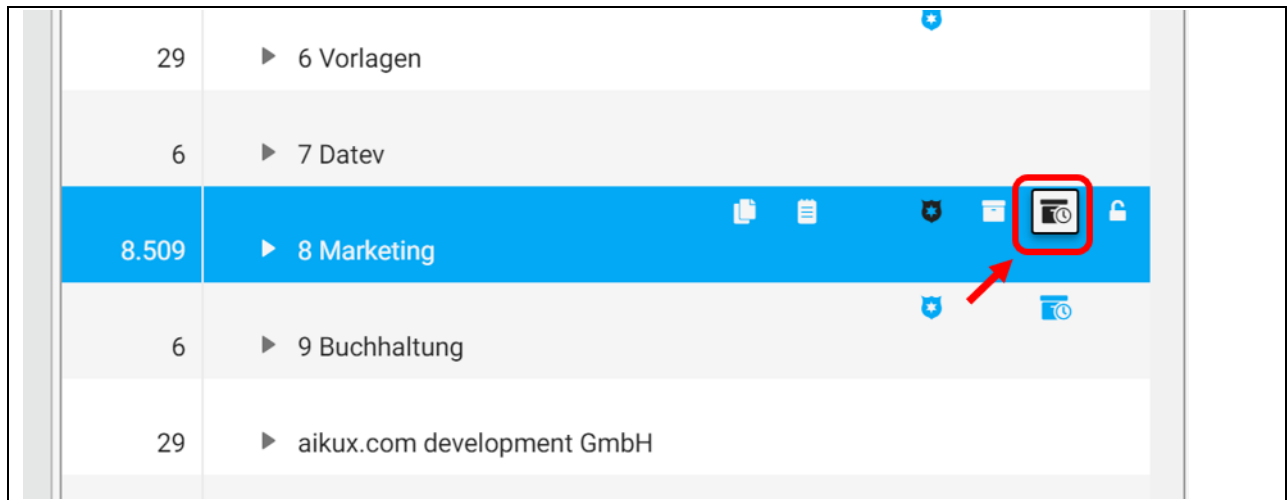 29 6 Vorlagen
6 7 Datev
8.509 8 Marketing
6 9 Buchhaltung
29 aikux.com development GmbH